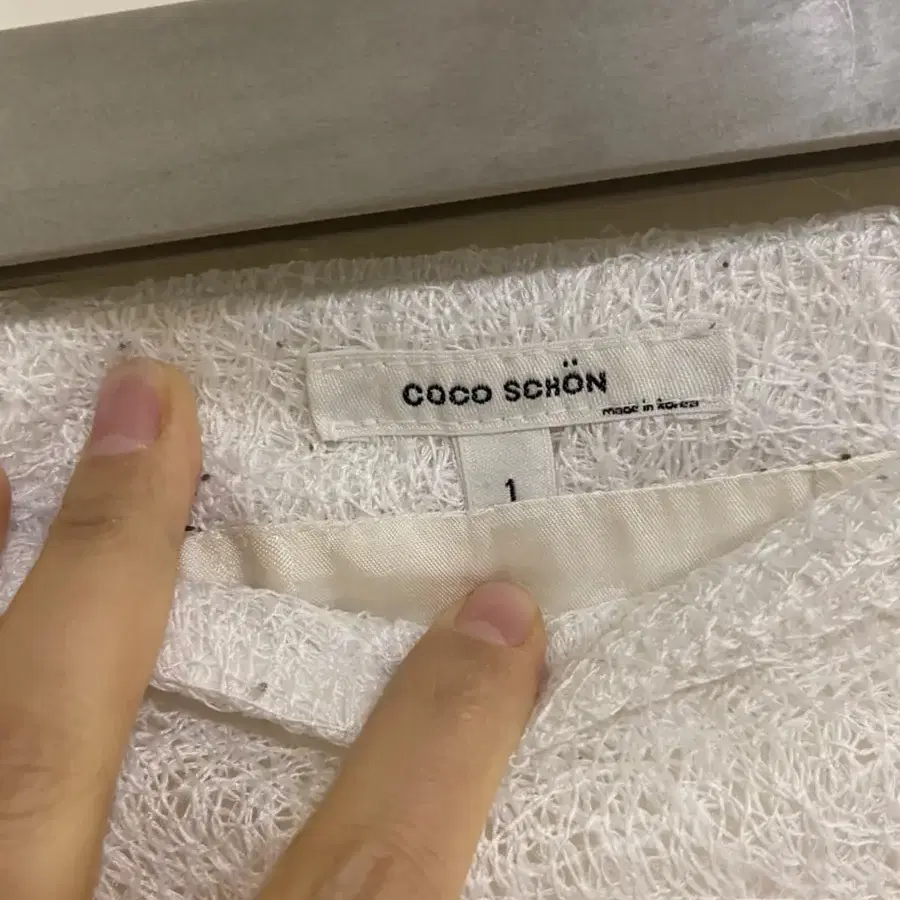 COCO SCHÖN
made in korea
1